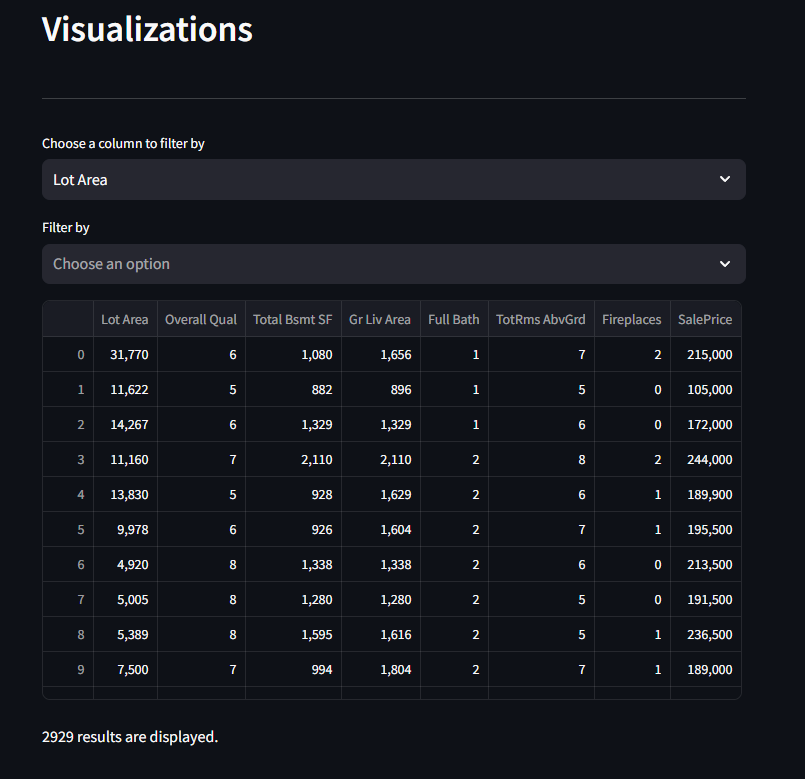 Visualizations
Choose a column to filter by
Lot Area
Filter by
Choose an option
Lot Area Overall Qual Total Bsmt SF Gr Liv Area Full Bath TotRms AbvGrd Fireplaces SalePrice
0 31,770 6 1,080 1,656 1 7 2 215,000
1 11,622 5 882 896 1 5 0 105,000
2 14,267 6 1,329 1,329 1 6 0 172,000
3 11,160 7 2,110 2,110 2 8 2 244,000
4 13,830 5 928 1,629 2 6 1 189,900
5 9,978 6 926 1,604 2 7 1 195,500
6 4,920 8 1,338 1,338 2 6 0 213,500
7 5,005 8 1,280 1,280 2 5 0 191,500
8 5,389 8 1,595 1,616 2 5 1 236,500
9 7,500 7 994 1,804 2 7 1 189,000
2929 results are displayed.